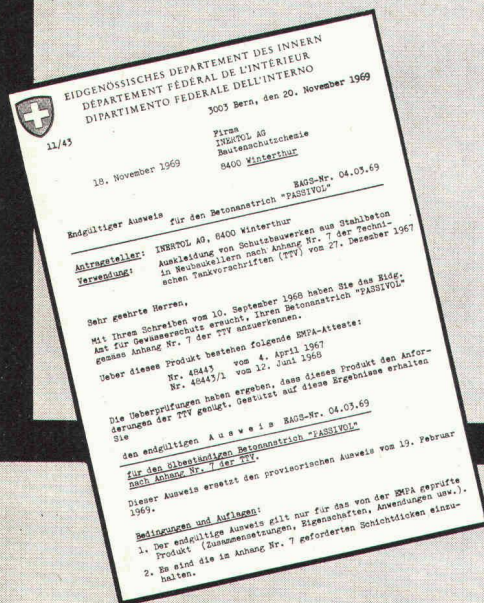 EIDGENÖSSISCHES DEPARTEMENT DES INNERN
DÉPARTEMENT FÉDÉRAL DE L'INTÉRIEUR
DIPARTIMENTO FEDERALE DELL'INTERNO
11/43
3003 Bern, den 20. November 1969
18. November 1969
Firma
INERTOL AG
Bautenschutzchemie
8400 Winterthur
Endgültiger Ausweis für den Betonanstrich "PASSIVOL"
EAGS-Nr. 04.03.69
Antragsteller: INERTOL AG, 8400 Winterthur
Verwendung: Auskleidung von Schutzbauwerken aus Stahlbeton
in Neubaukellern nach Anhang Nr. 7 der Techni-
schen Tankvorschriften (TTV) vom 27. Dezember 1967
Sehr geehrte Herren,
Mit Ihrem Schreiben vom 10. September 1968 haben Sie das Eidg.
Amt für Gewässerschutz ersucht, Ihren Betonanstrich "PASSIVOL"
gemäss Anhang Nr. 7 der TTV anzuerkennen.
Ueber dieses Produkt bestehen folgende EMPA-Atteste:
Nr. 48443 vom 4. April 1967
Nr. 48443/1 vom 12. Juni 1968
Die Ueberprüfungen haben ergeben, dass dieses Produkt den Anfor-
derungen der TTV genügt. Gestützt auf diese Ergebnisse erhalten
Sie
den endgültigen A u s w e i s EAGS-Nr. 04.03.69
für den ölbeständigen Betonanstrich "PASSIVOL"
nach Anhang Nr. 7 der TTV.
Dieser Ausweis ersetzt den provisorischen Ausweis vom 19. Februar
1969.
Bedingungen und Auflagen:
1. Der endgültige Ausweis gilt nur für das von der EMPA geprüfte
Produkt (Zusammensetzungen, Eigenschaften, Anwendungen usw.).
2. Es sind die im Anhang Nr. 7 geforderten Schichtdicken einzu-
halten.